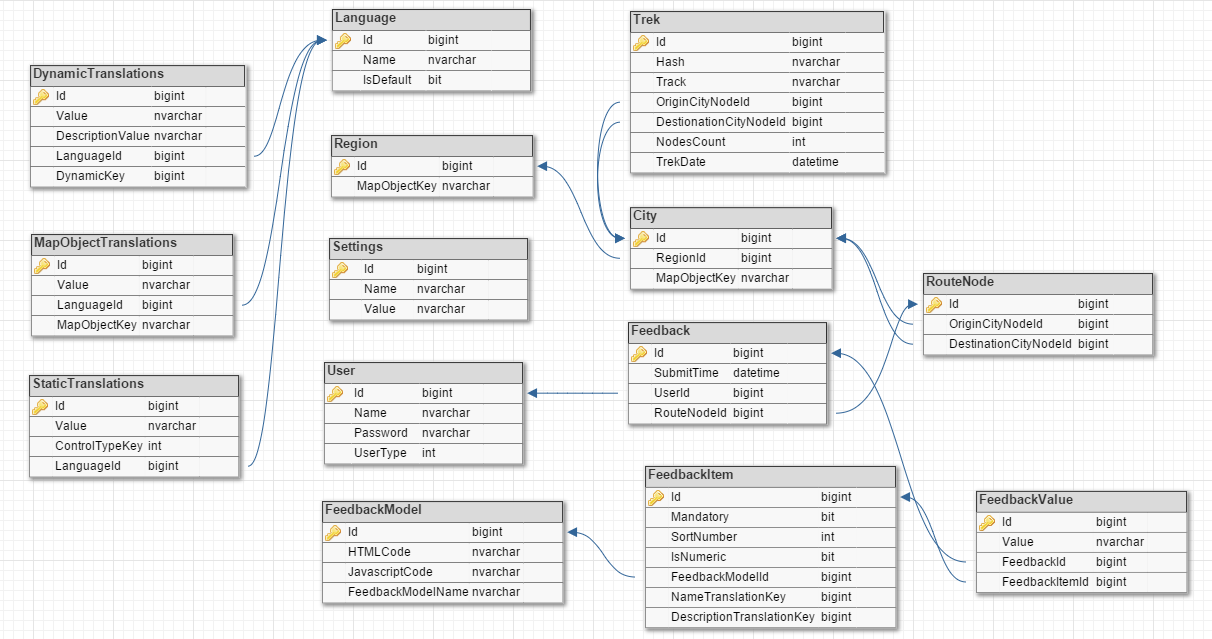 Language
Id bigint
Name nvarchar
IsDefault bit
Trek
Id bigint
Hash nvarchar
Track nvarchar
OriginCityNodeId bigint
DestionationCityNodeId bigint
NodesCount int
TrekDate datetime
DynamicTranslations
Id bigint
Value nvarchar
DescriptionValue nvarchar
LanguageId bigint
DynamicKey bigint
Region
Id bigint
MapObjectKey nvarchar
City
Id bigint
RegionId bigint
MapObjectKey nvarchar
MapObjectTranslations
Id bigint
Value nvarchar
LanguageId bigint
MapObjectKey nvarchar
Settings
Id bigint
Name nvarchar
Value nvarchar
RouteNode
Id bigint
OriginCityNodeId bigint
DestinationCityNodeId bigint
Feedback
Id bigint
SubmitTime datetime
UserId bigint
RouteNodeId bigint
StaticTranslations
Id bigint
Value nvarchar
ControlTypeKey int
LanguageId bigint
User
Id bigint
Name nvarchar
Password nvarchar
UserType int
FeedbackItem
Id bigint
Mandatory bit
SortNumber int
IsNumeric bit
FeedbackModelId bigint
NameTranslationKey bigint
DescriptionTranslationKey bigint
FeedbackValue
Id bigint
Value nvarchar
FeedbackId bigint
FeedbackItemId bigint
FeedbackModel
Id bigint
HTMLCode nvarchar
JavascriptCode nvarchar
FeedbackModelName nvarchar